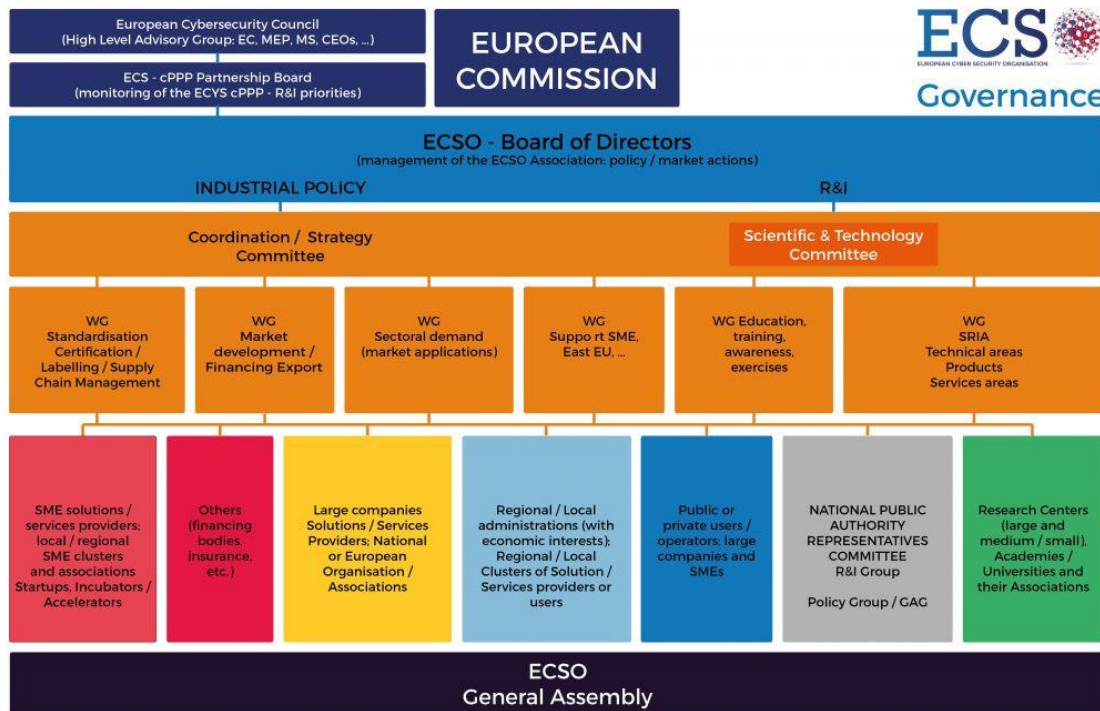 European Cybersecurity Council
(High Level Advisory Group: EC, MEP, MS, CEOs, ...)
ECS - cPPP Partnership Board
(monitoring of the ECYS cPPP - R&I priorities)
EUROPEAN
COMMISSION
ECS
EUROPEAN CYBER SECURITY ORGANISATION
Governance
ECSO - Board of Directors
(management of the ECSO Association: policy / market actions)
INDUSTRIAL POLICY
R&I
Coordination / Strategy
Committee
Scientific & Technology
Committee
WG
Standardisation
Certification /
Labelling / Supply
Chain Management
WG
Market
development /
Financing Export
WG
Sectoral demand
(market applications)
WG
Suppo rt SME,
East EU, ...
WG Education,
training,
awareness,
exercises
WG
SRIA
Technical areas
Products
Services areas
SME solutions /
services providers;
local / regional
SME clusters
and associations
Startups, Incubators /
Accelerators
Others
(financing
bodies,
insurance,
etc.)
Large companies
Solutions / Services
Providers; National
or European
Organisation /
Associations
Regional / Local
administrations (with
economic interests);
Regional / Local
Clusters of Solution /
Services providers or
users
Public or
private users /
operators: large
companies and
SMEs
NATIONAL PUBLIC
AUTHORITY
REPRESENTATIVES
COMMITTEE
R&I Group
Policy Group / GAG
Research Centers
(large and
medium / small),
Academies /
Universities and
their Associations
ECSO
General Assembly